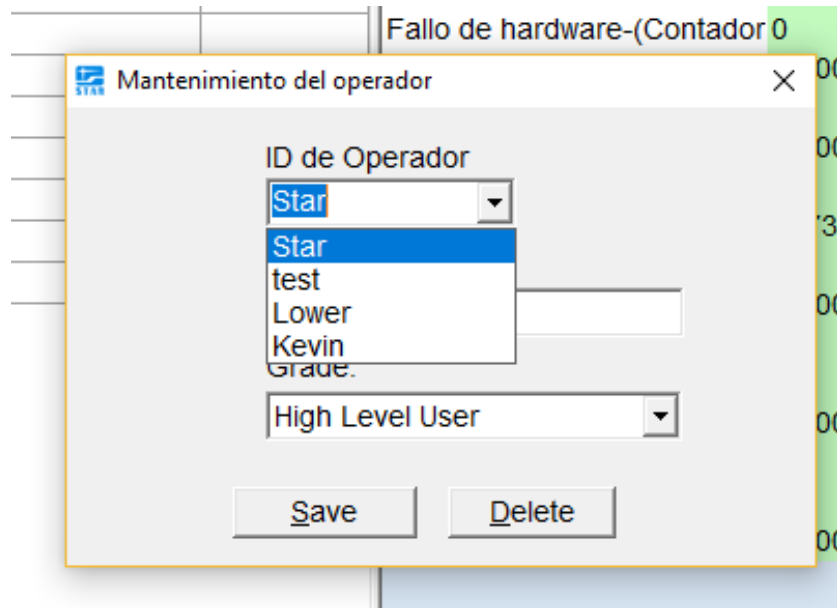 Fallo de hardware-(Contador 0
STAR
Mantenimiento del operador
ID de Operador
Star
Star
test
Lower
Kevin
Grade:
High Level User
Save
Delete